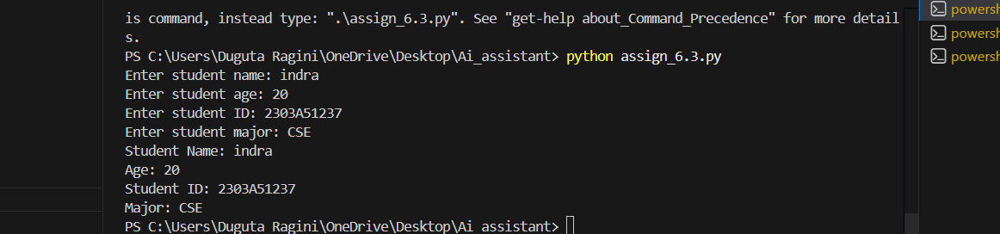 is command, instead type: ".\assign_6.3.py". See "get-help about_Command_Precedence" for more detail
s.
PS C:\Users\Duguta Ragini\OneDrive\Desktop\Ai_assistant> python assign_6.3.py
Enter student name: indra
Enter student age: 20
Enter student ID: 2303A51237
Enter student major: CSE
Student Name: indra
Age: 20
Student ID: 2303A51237
Major: CSE
PS C:\Users\Duguta Ragini\OneDrive\Desktop\Ai_assistant>
powersh
powersh
powersh